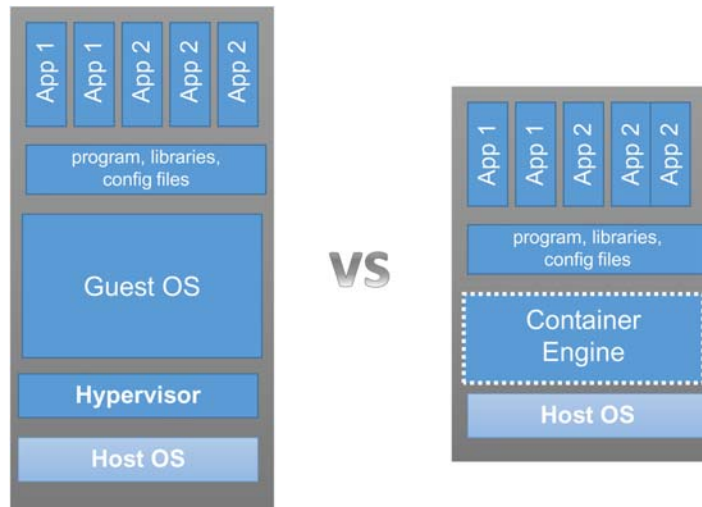 App 1
App 1
App 2
App 2
App 2
program, libraries,
config files
Guest OS
Hypervisor
Host OS
vs
App 1
App 1
App 2
App 2
App 2
program, libraries,
config files
Container
Engine
Host OS